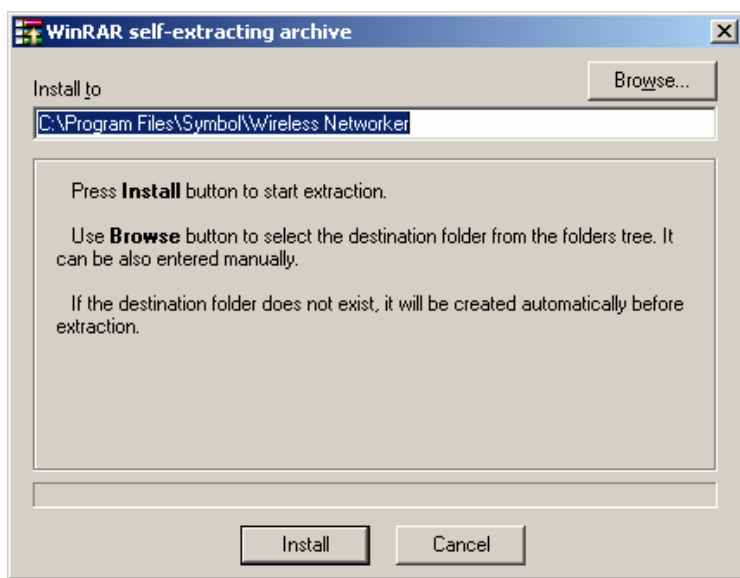 WinRAR self-extracting archive
Install to
Browse...
C:\Program Files\Symbol\Wireless Networker
Press Install button to start extraction.
Use Browse button to select the destination folder from the folders tree. It
can be also entered manually.
If the destination folder does not exist, it will be created automatically before
extraction.
Install
Cancel